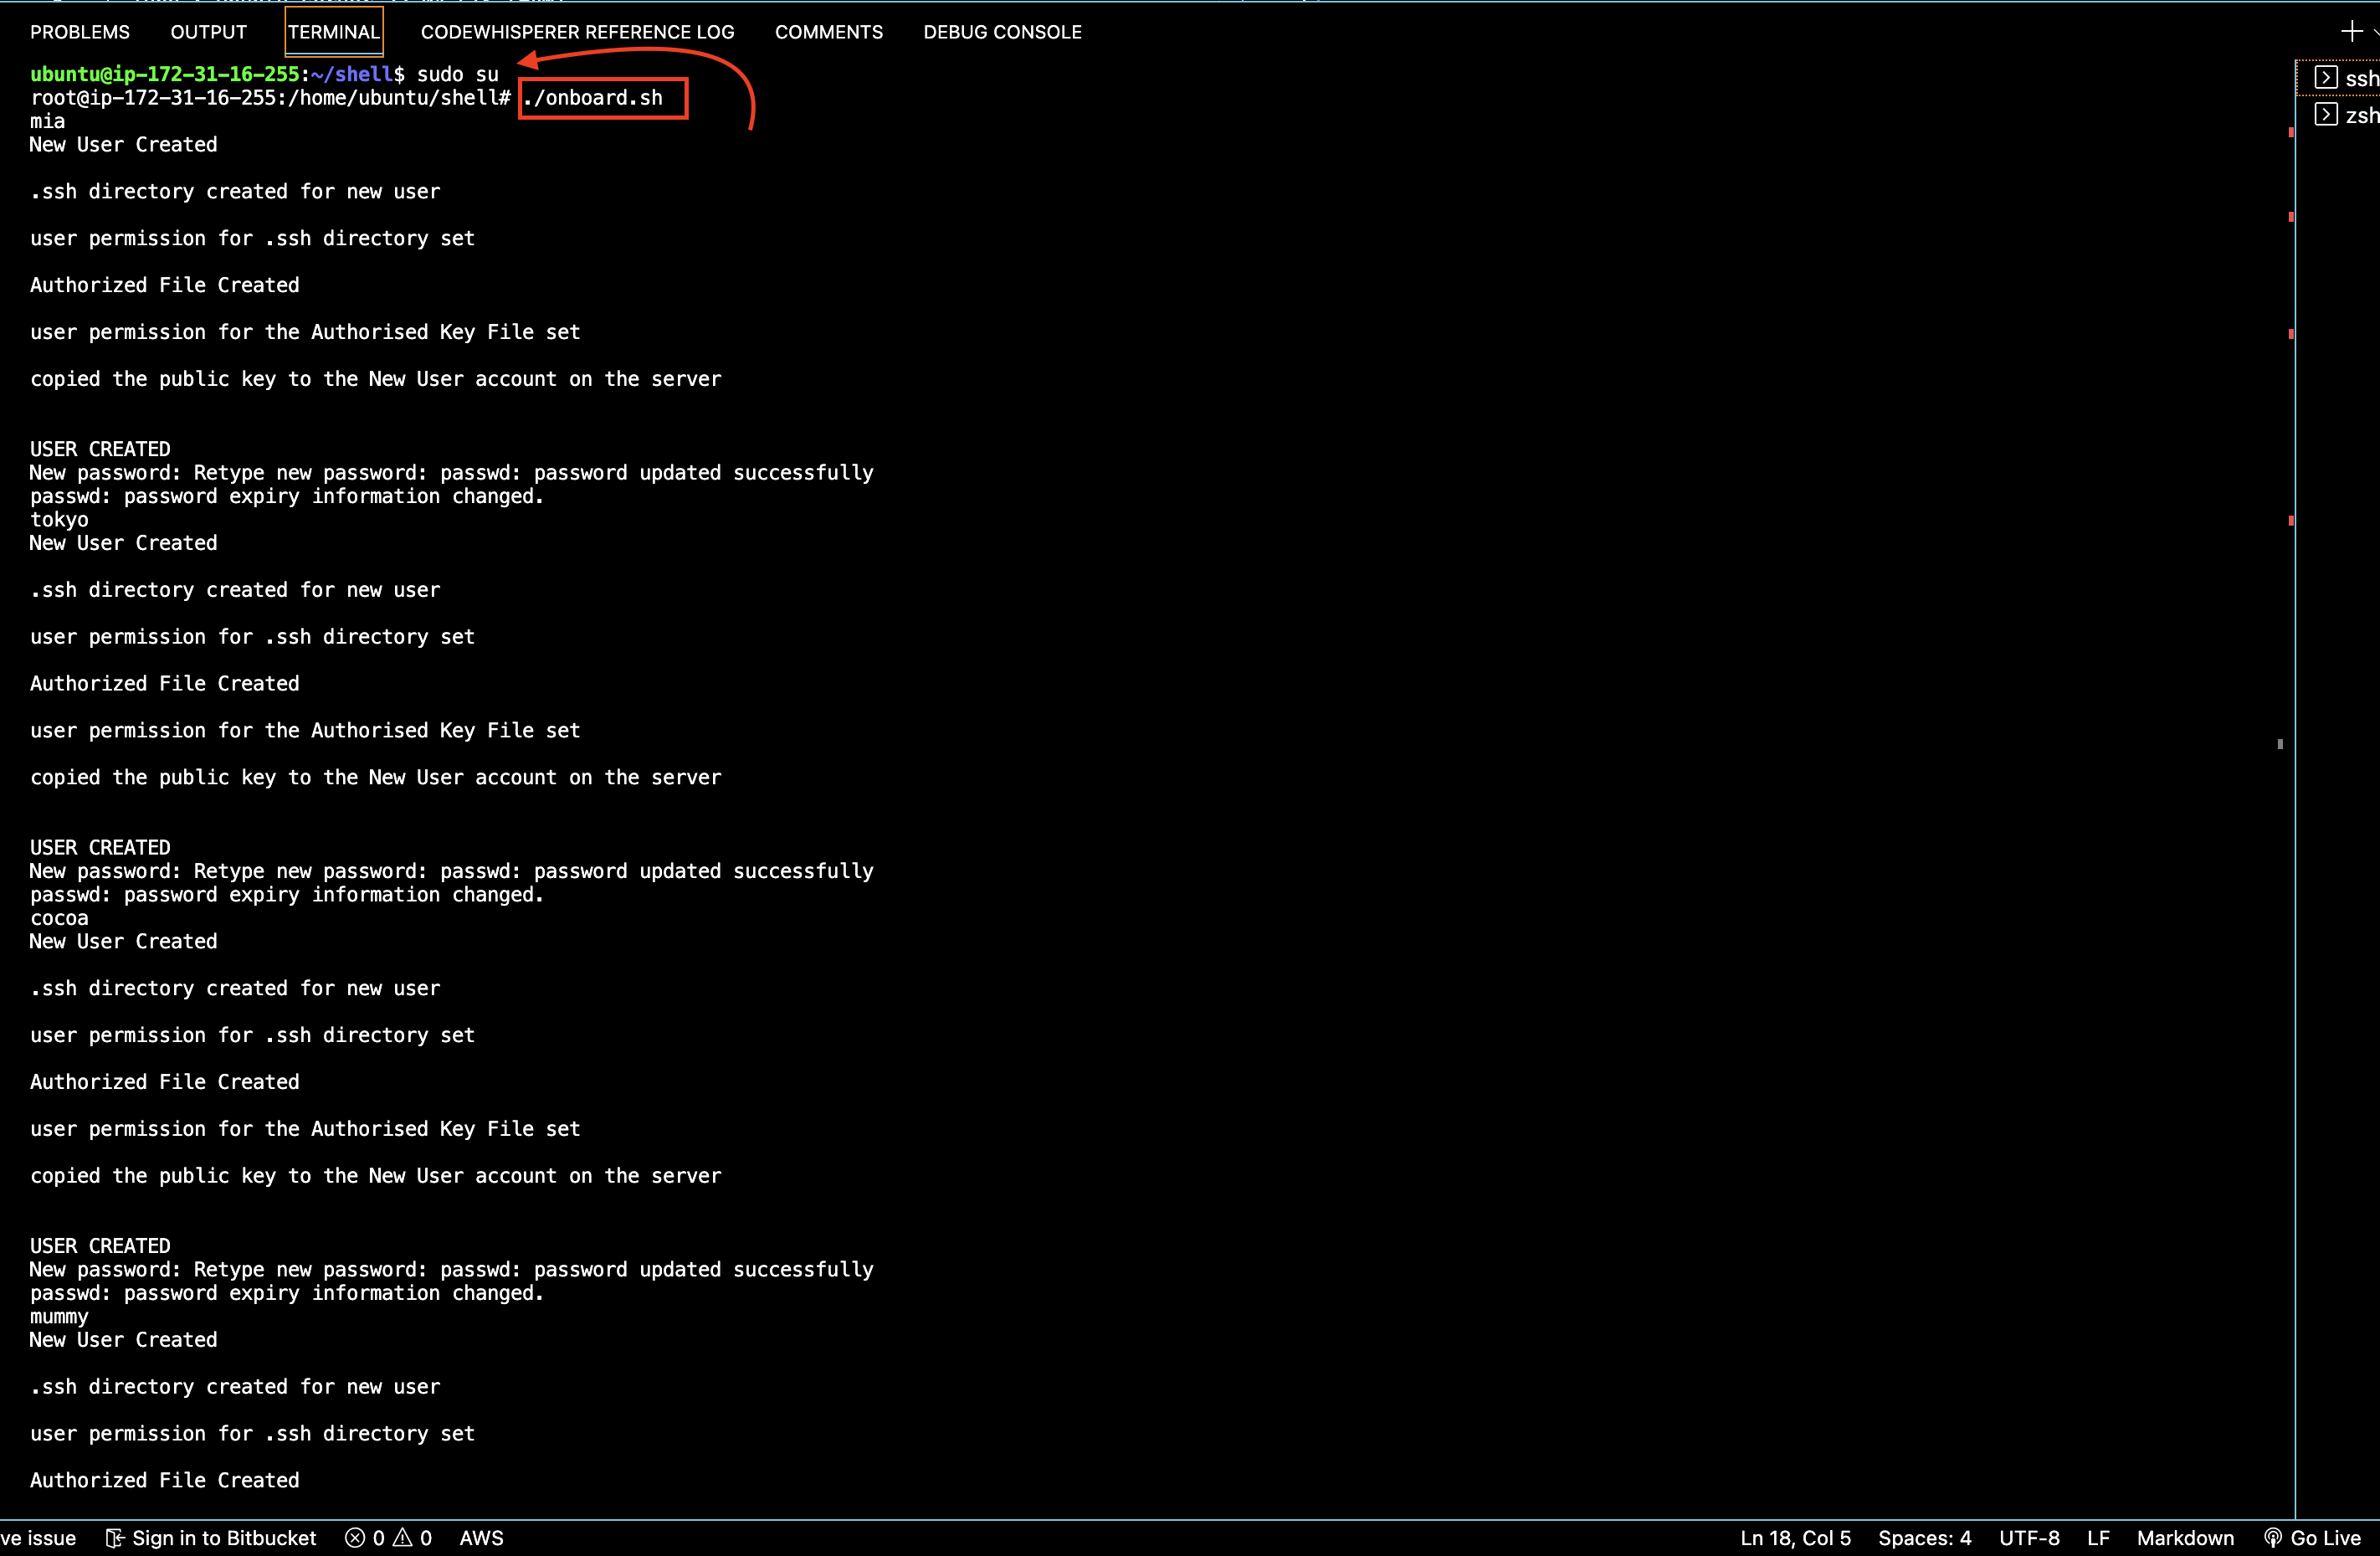 PROBLEMS OUTPUT TERMINAL CODEWHISPERER REFERENCE LOG COMMENTS DEBUG CONSOLE
ubuntu@ip-172-31-16-255:~/shell$ sudo su
root@ip-172-31-16-255:/home/ubuntu/shell# ./onboard.sh
mia
New User Created
.ssh directory created for new user
user permission for .ssh directory set
Authorized File Created
user permission for the Authorised Key File set
copied the public key to the New User account on the server
USER CREATED
New password: Retype new password: passwd: password updated successfully
passwd: password expiry information changed.
tokyo
New User Created
.ssh directory created for new user
user permission for .ssh directory set
Authorized File Created
user permission for the Authorised Key File set
copied the public key to the New User account on the server
USER CREATED
New password: Retype new password: passwd: password updated successfully
passwd: password expiry information changed.
cocoa
New User Created
.ssh directory created for new user
user permission for .ssh directory set
Authorized File Created
user permission for the Authorised Key File set
copied the public key to the New User account on the server
USER CREATED
New password: Retype new password: passwd: password updated successfully
passwd: password expiry information changed.
mummy
New User Created
.ssh directory created for new user
user permission for .ssh directory set
Authorized File Created
ssh
zsh
ve issue Sign in to Bitbucket 0 0 AWS Ln 18, Col 5 Spaces: 4 UTF-8 LF Markdown Go Live